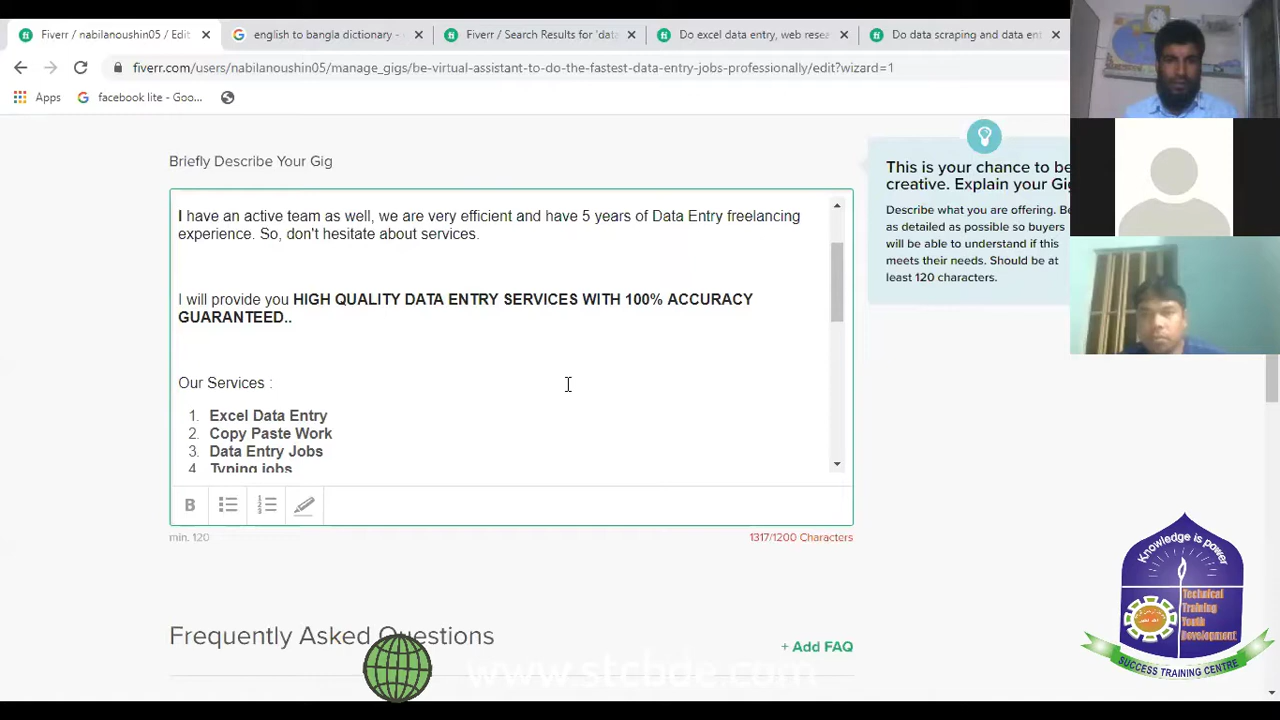 Fiverr / nabilanoushin05 / Edit
english to bangla dictionary -
Fiverr / Search Results for 'data
Do excel data entry, web resea
Do data scraping and data ent
fiverr.com/users/nabilanoushin05/manage_gigs/be-virtual-assistant-to-do-the-fastest-data-entry-jobs-professionally/edit?wizard=1
Apps
facebook lite - Goo...
Briefly Describe Your Gig
I have an active team as well, we are very efficient and have 5 years of Data Entry freelancing
experience. So, don't hesitate about services.
I will provide you HIGH QUALITY DATA ENTRY SERVICES WITH 100% ACCURACY
GUARANTEED..
Our Services :
1. Excel Data Entry
2. Copy Paste Work
3. Data Entry Jobs
4. Typing jobs
B
min. 120
1317/1200 Characters
This is your chance to be
creative. Explain your Gig
Describe what you are offering. Be
as detailed as possible so buyers
will be able to understand if this
meets their needs. Should be at
least 120 characters.
Frequently Asked Questions
+ Add FAQ
www.stcbde.com
Knowledge is power
Technical
Training
Youth
Development
SUCCESS TRAINING CENTRE